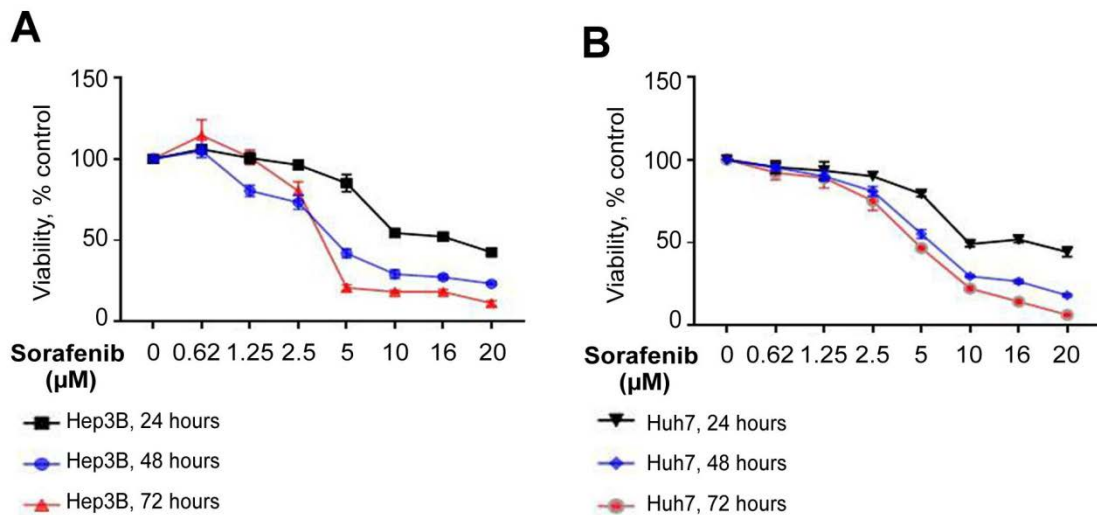 A
150
100
50
0
Viability, % control
Sorafenib
(µM)
0 0.62 1.25 2.5 5 10 16 20
Hep3B, 24 hours
Hep3B, 48 hours
Hep3B, 72 hours
B
150
100
50
0
Viability, % control
Sorafenib
(µM)
0 0.62 1.25 2.5 5 10 16 20
Huh7, 24 hours
Huh7, 48 hours
Huh7, 72 hours